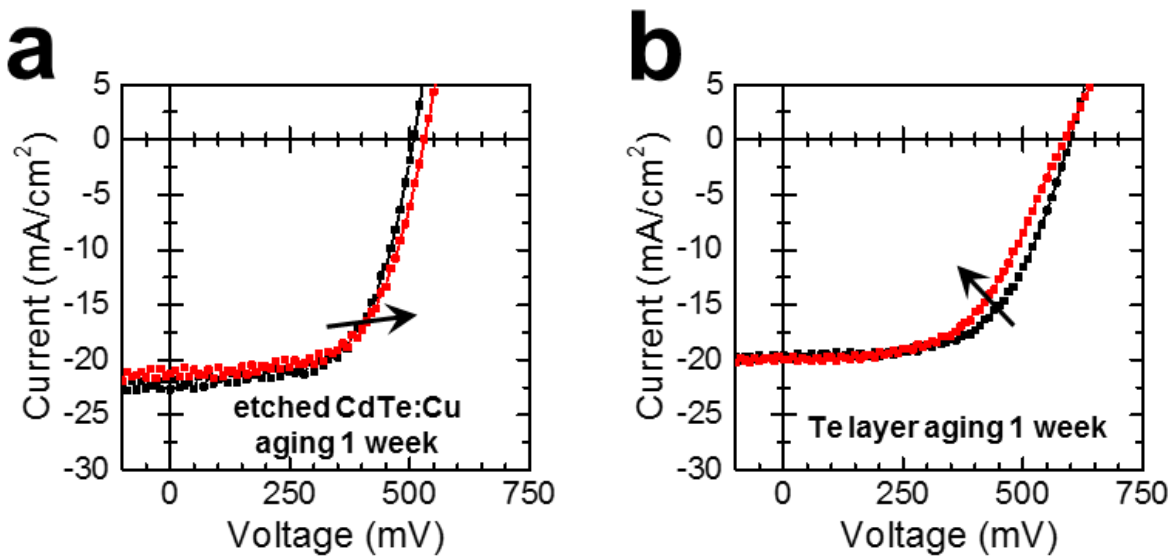 a
5
0
-5
-10
-15
-20
-25
-30
Current (mA/cm²)
etched CdTe:Cu
aging 1 week
0 250 500 750
Voltage (mV)
b
5
0
-5
-10
-15
-20
-25
-30
Current (mA/cm²)
Te layer aging 1 week
0 250 500 750
Voltage (mV)